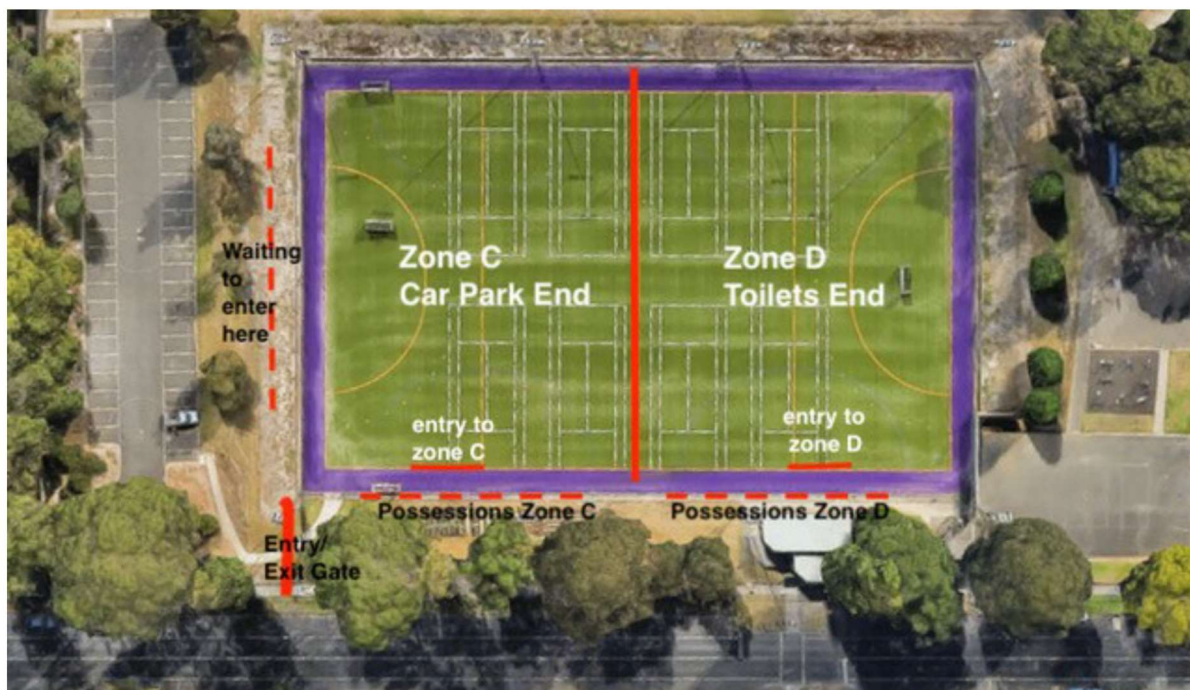 Waiting
to
enter
here
Zone C
Car Park End
Zone D
Toilets End
entry to
zone C
entry to
zone D
Possessions Zone C
Possessions Zone D
Entry/
Exit Gate